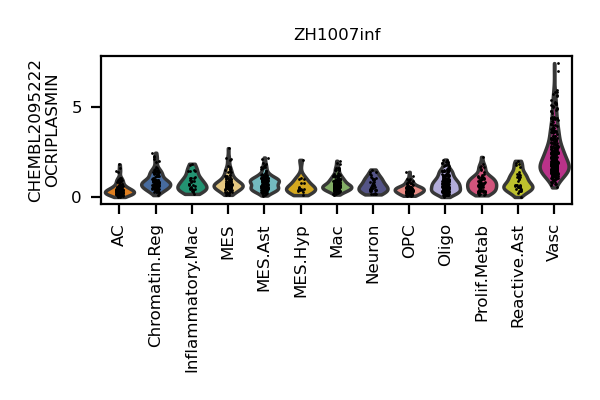 ZH1007inf
CHEMBL2095222
OCRIPLASMIN
5
0
AC
Chromatin.Reg
Inflammatory.Mac
MES
MES.Ast
MES.Hyp
Mac
Neuron
OPC
Oligo
Prolif.Metab
Reactive.Ast
Vasc